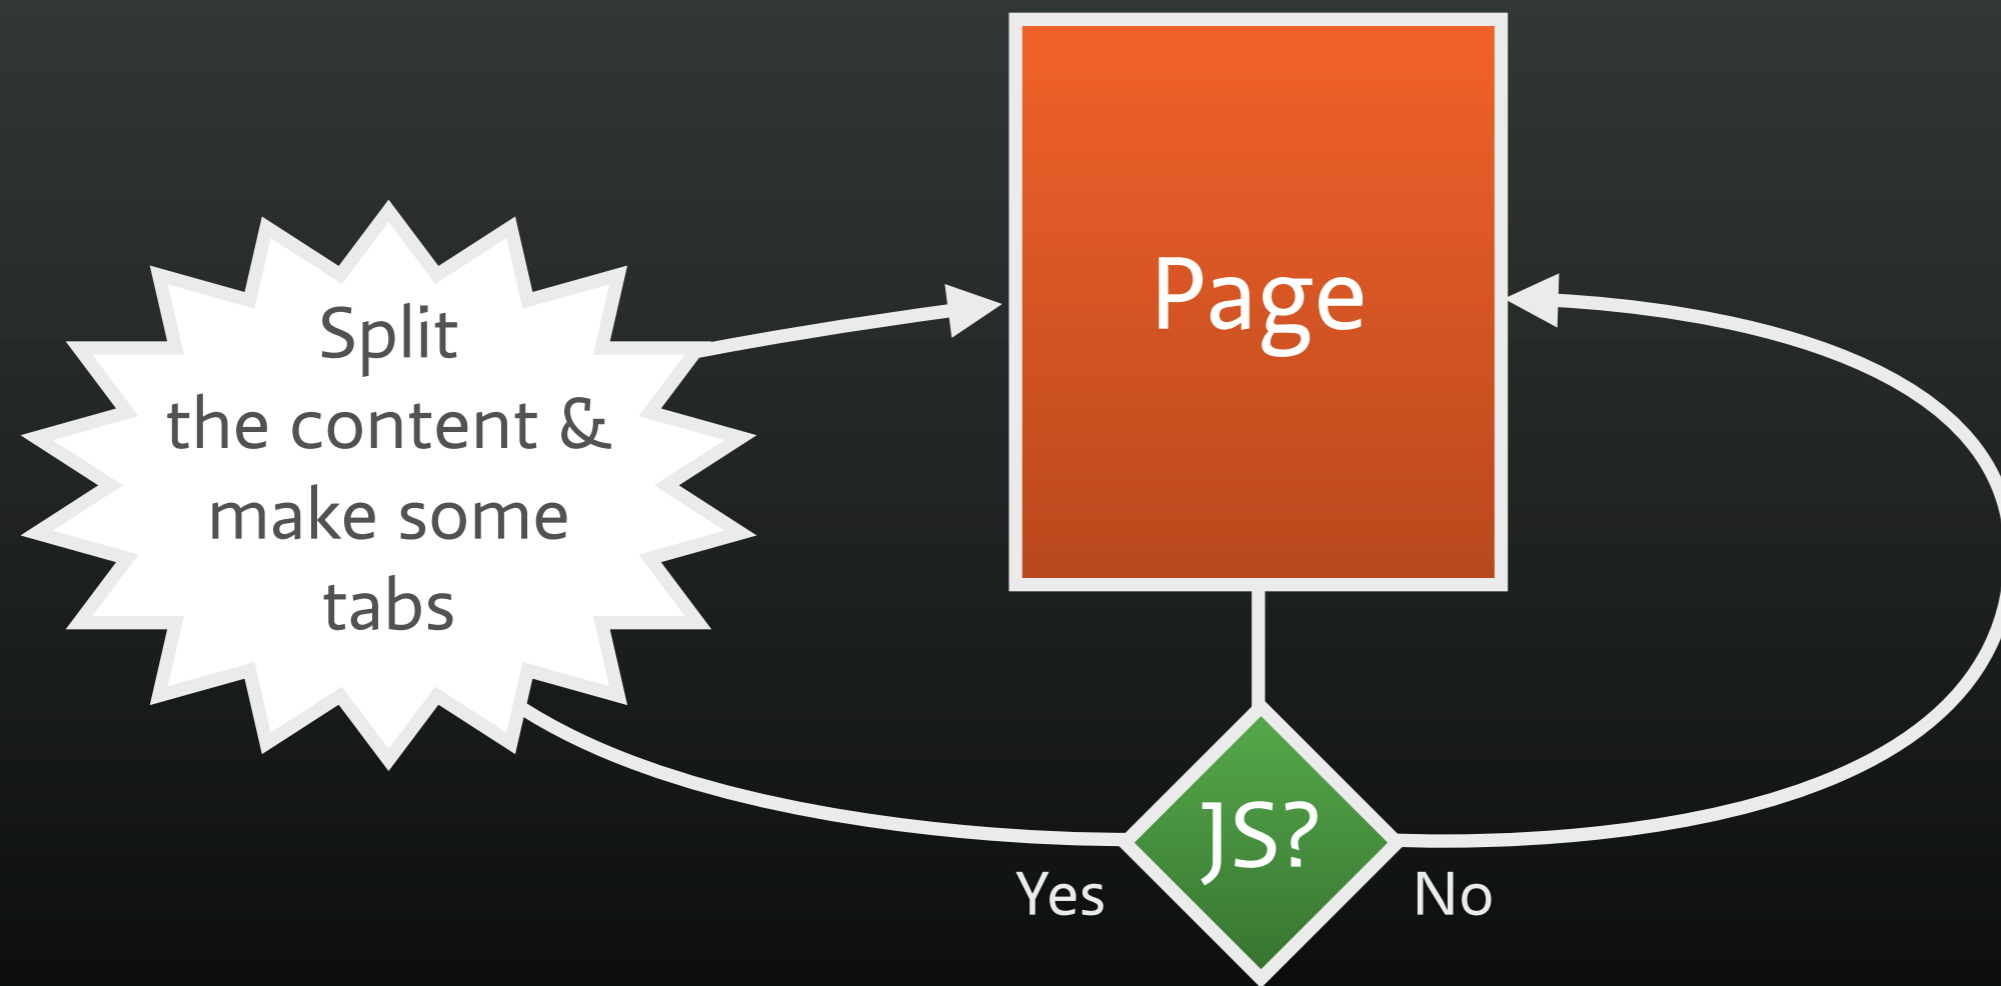 Page
Split
the content &
make some
tabs
JS?
Yes
No